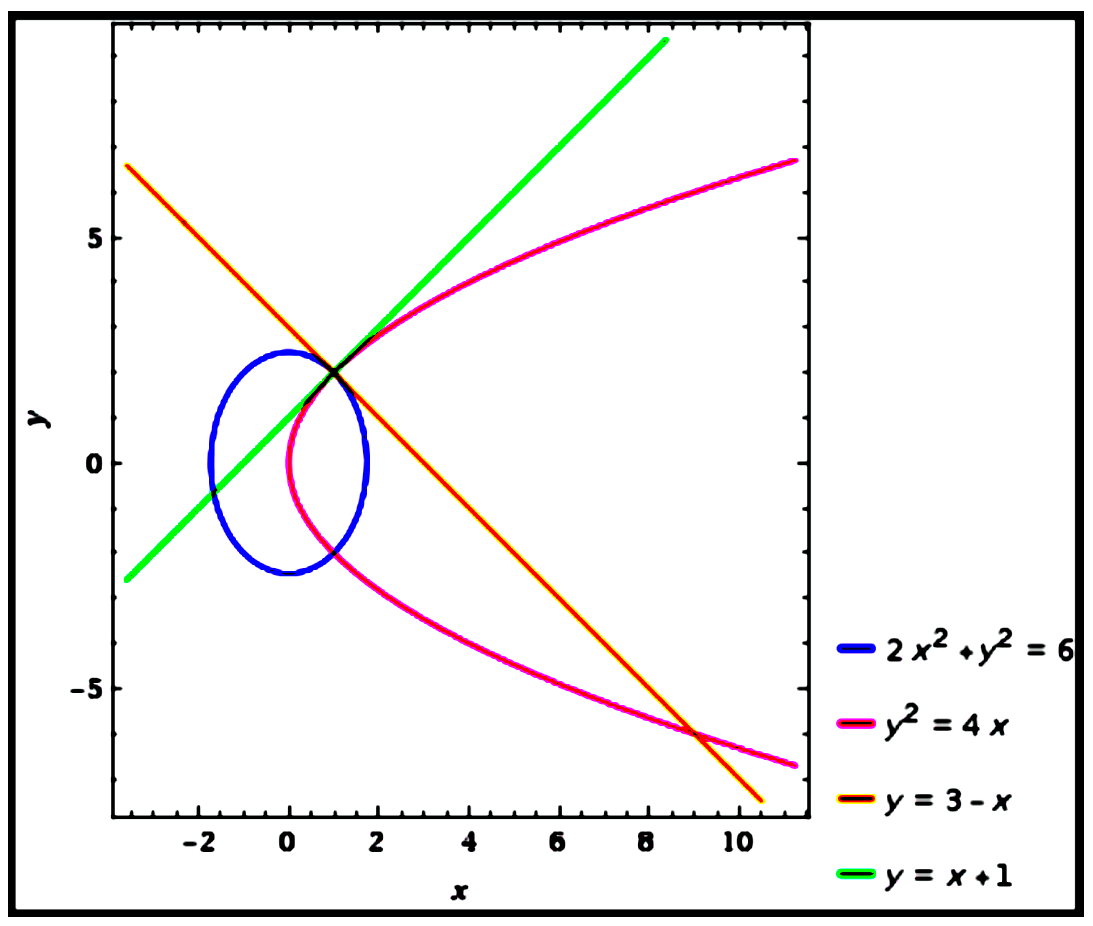 5
0
-5
y
-2 0 2 4 6 8 10
x
2 x² + y² = 6
y² = 4 x
y = 3 - x
y = x + 1